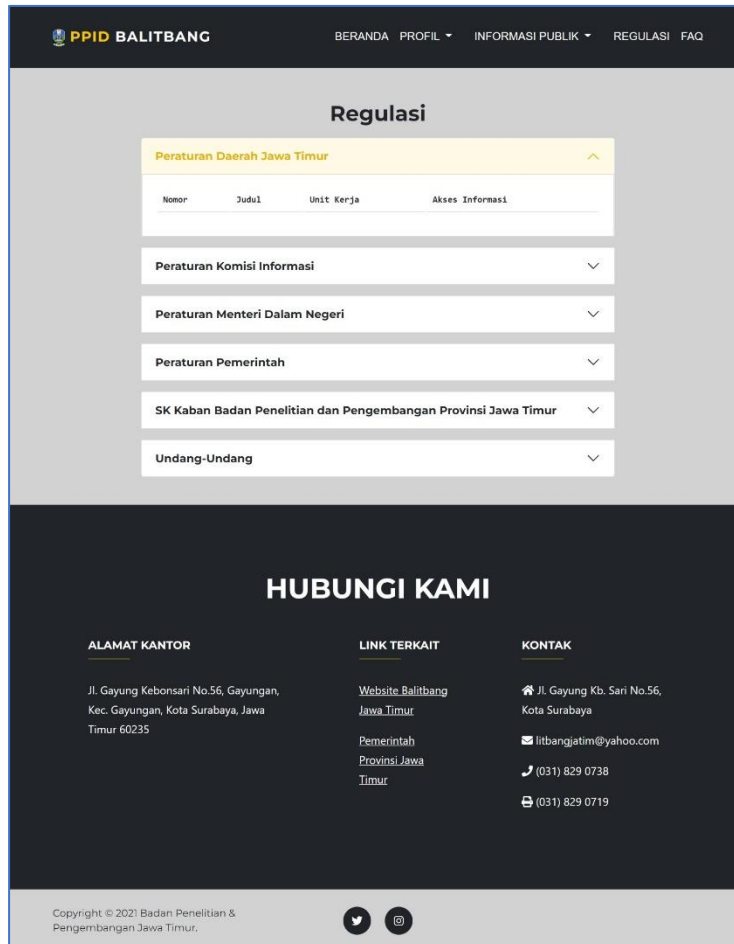 PPID BALITBANG
BERANDA PROFIL INFORMASI PUBLIK REGULASI FAQ
Regulasi
Peraturan Daerah Jawa Timur
Nomor Judul Unit Kerja Akses Informasi
Peraturan Komisi Informasi
Peraturan Menteri Dalam Negeri
Peraturan Pemerintah
SK Kaban Badan Penelitian dan Pengembangan Provinsi Jawa Timur
Undang-Undang
HUBUNGI KAMI
ALAMAT KANTOR
Jl. Gayung Kebonsari No.56, Gayungan,
Kec. Gayungan, Kota Surabaya, Jawa
Timur 60235
LINK TERKAIT
Website Balitbang
Jawa Timur
Pemerintah
Provinsi Jawa
Timur
KONTAK
Jl. Gayung Kb. Sari No.56,
Kota Surabaya
litbangjatim@yahoo.com
(031) 829 0738
(031) 829 0719
Copyright © 2021 Badan Penelitian &
Pengembangan Jawa Timur.